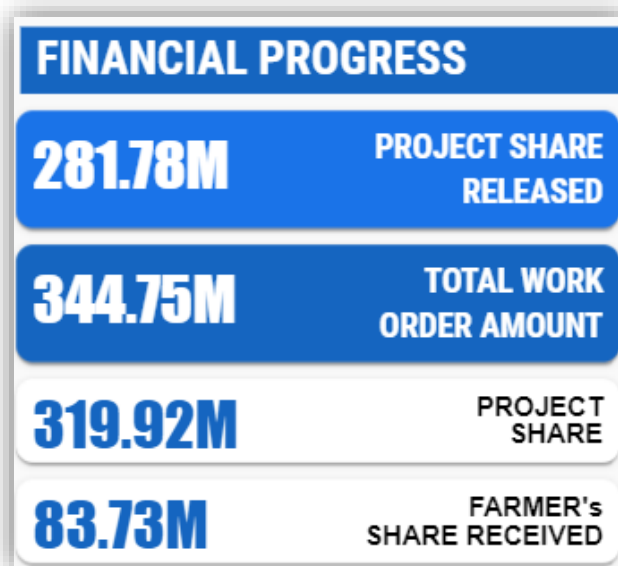 FINANCIAL PROGRESS
281.78M
PROJECT SHARE
RELEASED
344.75M
TOTAL WORK
ORDER AMOUNT
319.92M
PROJECT
SHARE
83.73M
FARMER's
SHARE RECEIVED